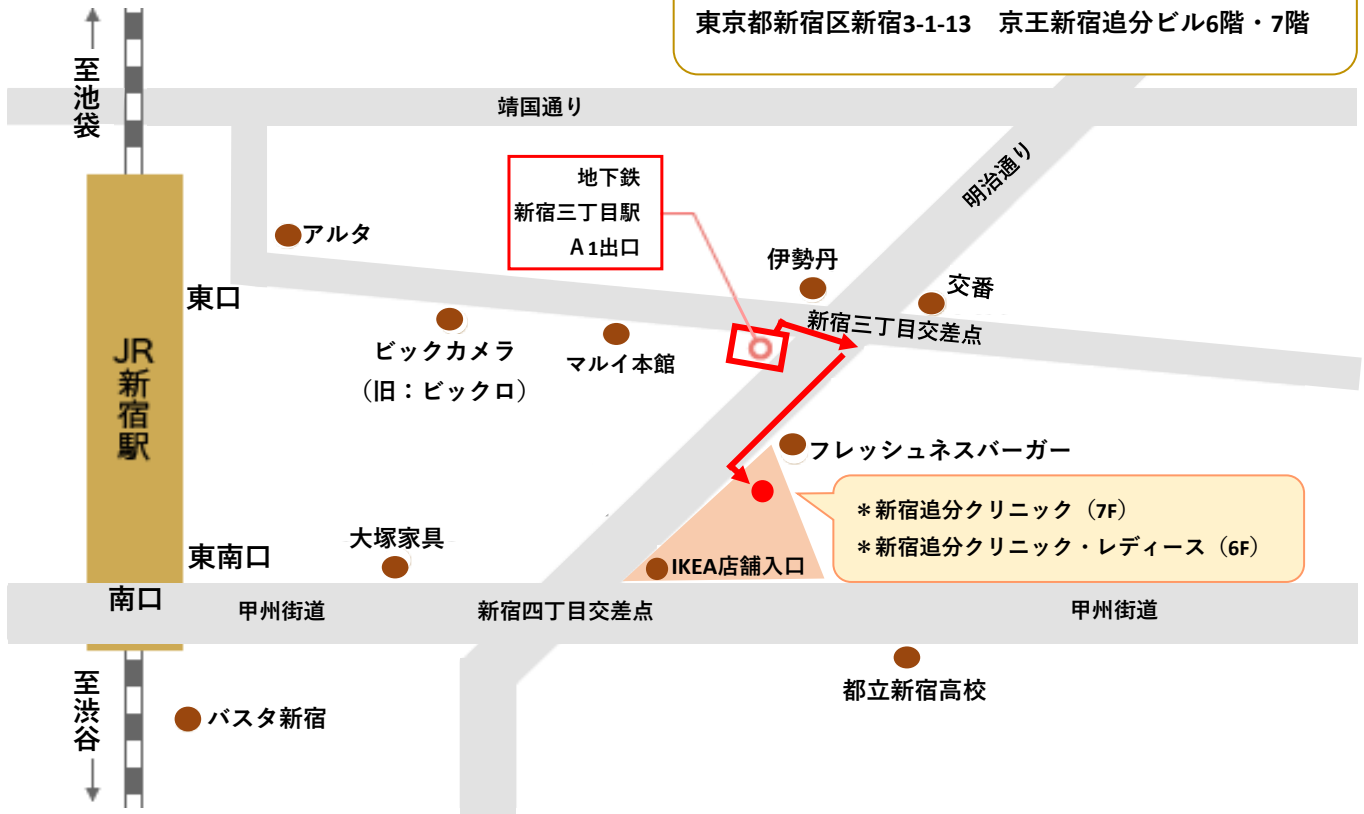 東京都新宿区新宿3-1-13　京王新宿追分ビル6階・7階
至池袋
靖国通り
明治通り
地下鉄
新宿三丁目駅
A1出口
アルタ
伊勢丹
交番
東口
新宿三丁目交差点
ビックカメラ
（旧：ビックロ）
マルイ本館
JR新宿駅
フレッシュネスバーガー
＊新宿追分クリニック（7F）
＊新宿追分クリニック・レディース（6F）
大塚家具
東南口
IKEA店舗入口
南口
甲州街道
新宿四丁目交差点
甲州街道
都立新宿高校
至渋谷
バスタ新宿